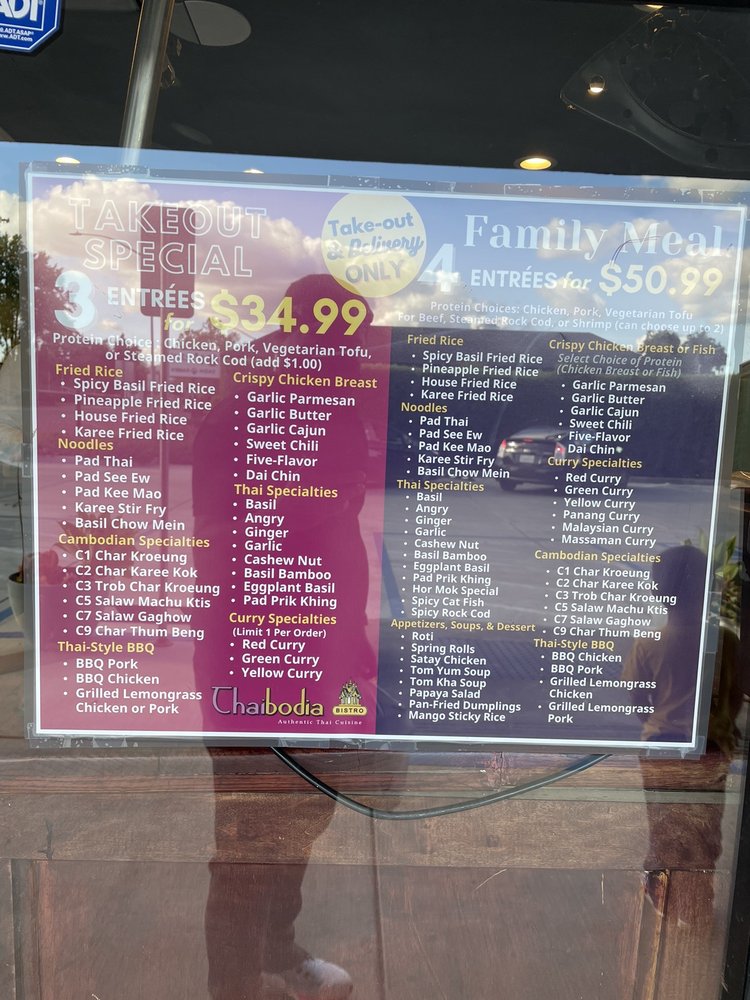 ADT
TAKEOUT
SPECIAL
3 ENTRÉES
for $34.99
Protein Choice : Chicken, Pork, Vegetarian Tofu,
or Steamed Rock Cod (add $1.00)
Fried Rice
• Spicy Basil Fried Rice
• Pineapple Fried Rice
• House Fried Rice
• Karee Fried Rice
Noodles
• Pad Thai
• Pad See Ew
• Pad Kee Mao
• Karee Stir Fry
• Basil Chow Mein
Cambodian Specialties
• C1 Char Kroeung
• C2 Char Karee Kok
• C3 Trob Char Kroeung
• C5 Salaw Machu Ktis
• C7 Salaw Gaghow
• C9 Char Thum Beng
Thai-Style BBQ
• BBQ Pork
• BBQ Chicken
• Grilled Lemongrass
Chicken or Pork
Crispy Chicken Breast
• Garlic Parmesan
• Garlic Butter
• Garlic Cajun
• Sweet Chili
• Five-Flavor
• Dai Chin
Thai Specialties
• Basil
• Angry
• Ginger
• Garlic
• Cashew Nut
• Basil Bamboo
• Eggplant Basil
• Pad Prik Khing
Curry Specialties
(Limit 1 Per Order)
• Red Curry
• Green Curry
• Yellow Curry
Thaibodia
BISTRO
Authentic Thai Cuisine
Take-out
& Delivery
ONLY
Family Meal
4 ENTRÉES for $50.99
Protein Choices: Chicken, Pork, Vegetarian Tofu
For Beef, Steamed Rock Cod, or Shrimp (can choose up to 2)
Fried Rice
• Spicy Basil Fried Rice
• Pineapple Fried Rice
• House Fried Rice
• Karee Fried Rice
Noodles
• Pad Thai
• Pad See Ew
• Pad Kee Mao
• Karee Stir Fry
• Basil Chow Mein
Thai Specialties
• Basil
• Angry
• Ginger
• Garlic
• Cashew Nut
• Basil Bamboo
• Eggplant Basil
• Pad Prik Khing
• Hor Mok Special
• Spicy Cat Fish
• Spicy Rock Cod
Appetizers, Soups, & Dessert
• Roti
• Spring Rolls
• Satay Chicken
• Tom Yum Soup
• Tom Kha Soup
• Papaya Salad
• Pan-Fried Dumplings
• Mango Sticky Rice
Crispy Chicken Breast or Fish
Select Choice of Protein
(Chicken Breast or Fish)
• Garlic Parmesan
• Garlic Butter
• Garlic Cajun
• Sweet Chili
• Five-Flavor
• Dai Chin
Curry Specialties
• Red Curry
• Green Curry
• Yellow Curry
• Panang Curry
• Malaysian Curry
• Massaman Curry
Cambodian Specialties
• C1 Char Kroeung
• C2 Char Karee Kok
• C3 Trob Char Kroeung
• C5 Salaw Machu Ktis
• C7 Salaw Gaghow
• C9 Char Thum Beng
Thai-Style BBQ
• BBQ Chicken
• BBQ Pork
• Grilled Lemongrass
Chicken
• Grilled Lemongrass
Pork